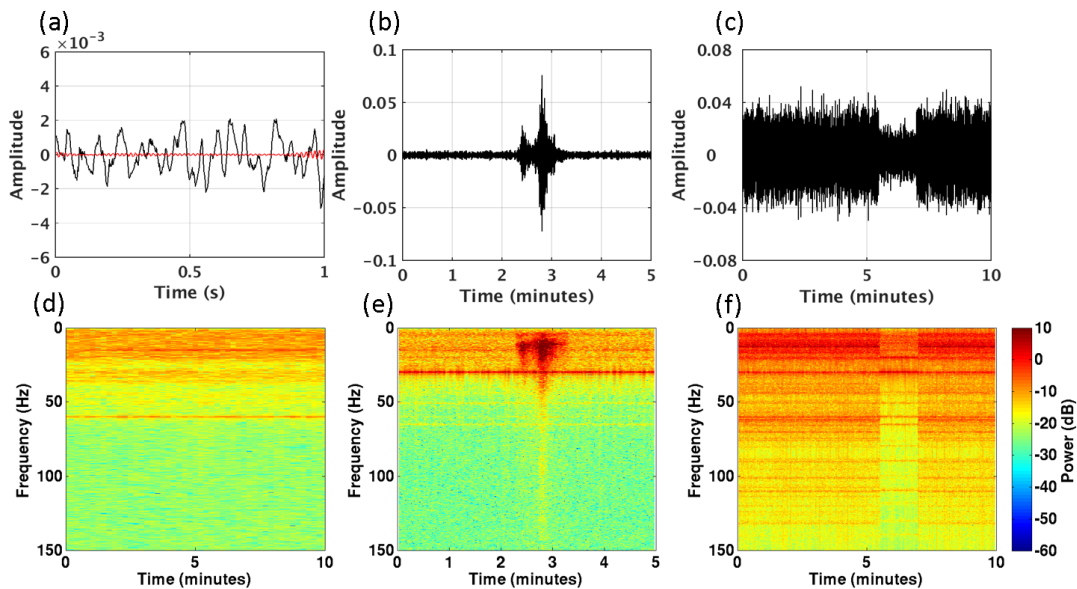 (a) (b) (c)
×10⁻³
6
4
2
0
-2
-4
-6
Amplitude
0 0.5 1
Time (s)
0.1
0.05
0
-0.05
-0.1
Amplitude
0 1 2 3 4 5
Time (minutes)
0.08
0.04
0
-0.04
-0.08
Amplitude
0 5 10
Time (minutes)
(d) (e) (f)
0
50
100
150
Frequency (Hz)
0 5 10
Time (minutes)
0
50
100
150
Frequency (Hz)
0 1 2 3 4 5
Time (minutes)
0
50
100
150
Frequency (Hz)
0 5 10
Time (minutes)
10
0
-10
-20
-30
-40
-50
-60
Power (dB)